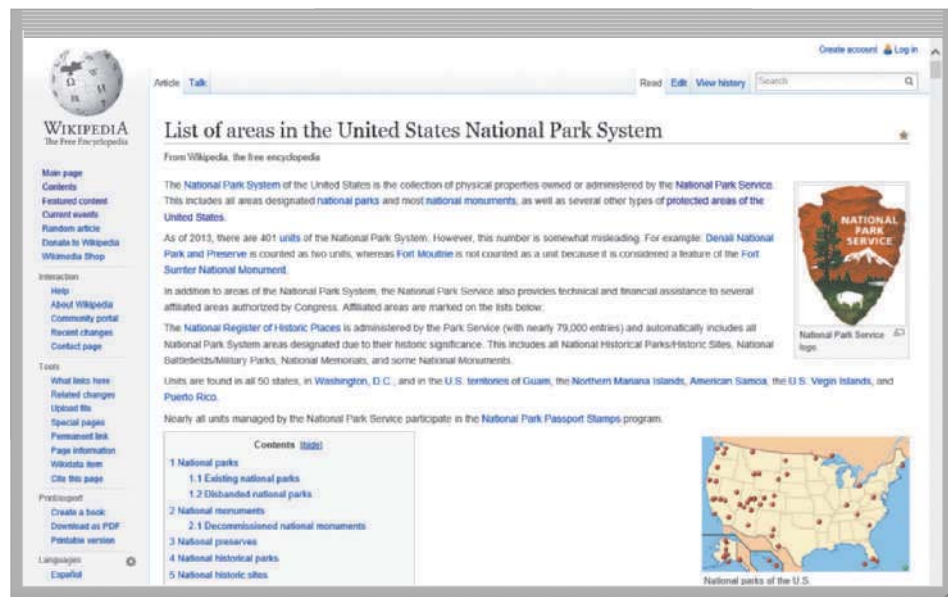 Create account Log in
Article Talk Read Edit View history Search
WIKIPEDIA
The Free Encyclopedia
Main page
Contents
Featured content
Current events
Random article
Donate to Wikipedia
Wikimedia Shop
Interaction
Help
About Wikipedia
Community portal
Recent changes
Contact page
Tools
What links here
Related changes
Upload file
Special pages
Permanent link
Page information
Wikidata item
Cite this page
Print/export
Create a book
Download as PDF
Printable version
Languages
Español
List of areas in the United States National Park System
From Wikipedia, the free encyclopedia
The National Park System of the United States is the collection of physical properties owned or administered by the National Park Service.
This includes all areas designated national parks and most national monuments, as well as several other types of protected areas of the
United States.
As of 2013, there are 401 units of the National Park System. However, this number is somewhat misleading. For example: Denali National
Park and Preserve is counted as two units, whereas Fort Moultrie is not counted as a unit because it is considered a feature of the Fort
Sumter National Monument.
In addition to areas of the National Park System, the National Park Service also provides technical and financial assistance to several
affiliated areas authorized by Congress. Affiliated areas are marked on the lists below.
The National Register of Historic Places is administered by the Park Service (with nearly 79,000 entries) and automatically includes all
National Park System areas designated due to their historic significance. This includes all National Historical Parks/Historic Sites, National
Battlefields/Military Parks, National Memorials, and some National Monuments.
Units are found in all 50 states, in Washington, D.C., and in the U.S. territories of Guam, the Northern Mariana Islands, American Samoa, the U.S. Virgin Islands, and
Puerto Rico.
Nearly all units managed by the National Park Service participate in the National Park Passport Stamps program.
NATIONAL
PARK
SERVICE
National Park Service
logo
Contents [hide]
1 National parks
1.1 Existing national parks
1.2 Disbanded national parks
2 National monuments
2.1 Decommissioned national monuments
3 National preserves
4 National historical parks
5 National historic sites
National parks of the U.S.